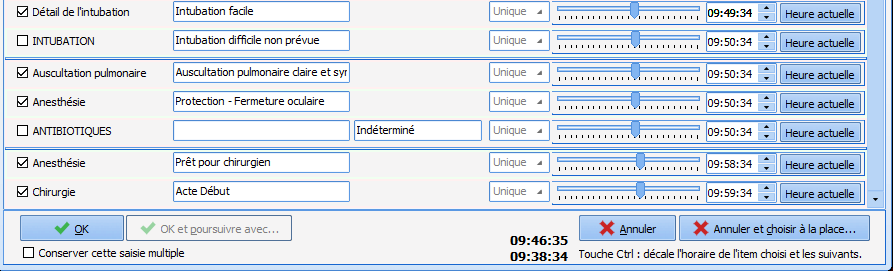 Détail de l'intubation Intubation facile Unique 09:49:34 Heure actuelle
INTUBATION Intubation difficile non prévue Unique 09:50:34 Heure actuelle
Auscultation pulmonaire Auscultation pulmonaire claire et syr Unique 09:50:34 Heure actuelle
Anesthésie Protection - Fermeture oculaire Unique 09:50:34 Heure actuelle
ANTIBIOTIQUES Indéterminé Unique 09:50:34 Heure actuelle
Anesthésie Prêt pour chirurgien Unique 09:58:34 Heure actuelle
Chirurgie Acte Début Unique 09:59:34 Heure actuelle
OK OK et poursuivre avec... Annuler Annuler et choisir à la place...
09:46:35
Conserver cette saisie multiple 09:38:34 Touche Ctrl : décale l'horaire de l'item choisi et les suivants.